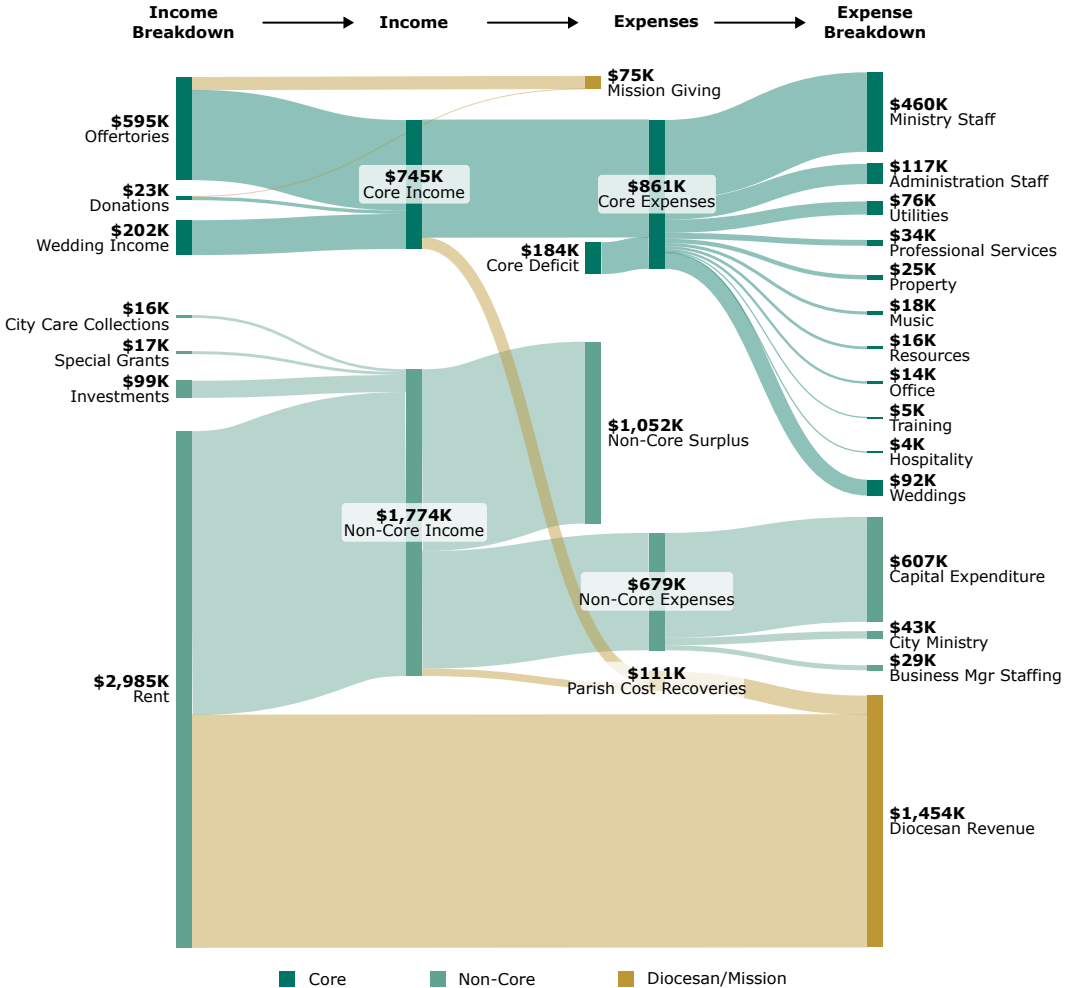 Income
Breakdown
Income
Expenses
Expense
Breakdown
$595K
Offertories
$23K
Donations
$202K
Wedding Income
$16K
City Care Collections
$17K
Special Grants
$99K
Investments
$2,985K
Rent
$745K
Core Income
$1,774K
Non-Core Income
$75K
Mission Giving
$861K
Core Expenses
$184K
Core Deficit
$1,052K
Non-Core Surplus
$679K
Non-Core Expenses
$111K
Parish Cost Recoveries
$460K
Ministry Staff
$117K
Administration Staff
$76K
Utilities
$34K
Professional Services
$25K
Property
$18K
Music
$16K
Resources
$14K
Office
$5K
Training
$4K
Hospitality
$92K
Weddings
$607K
Capital Expenditure
$43K
City Ministry
$29K
Business Mgr Staffing
$1,454K
Diocesan Revenue
Core
Non-Core
Diocesan/Mission